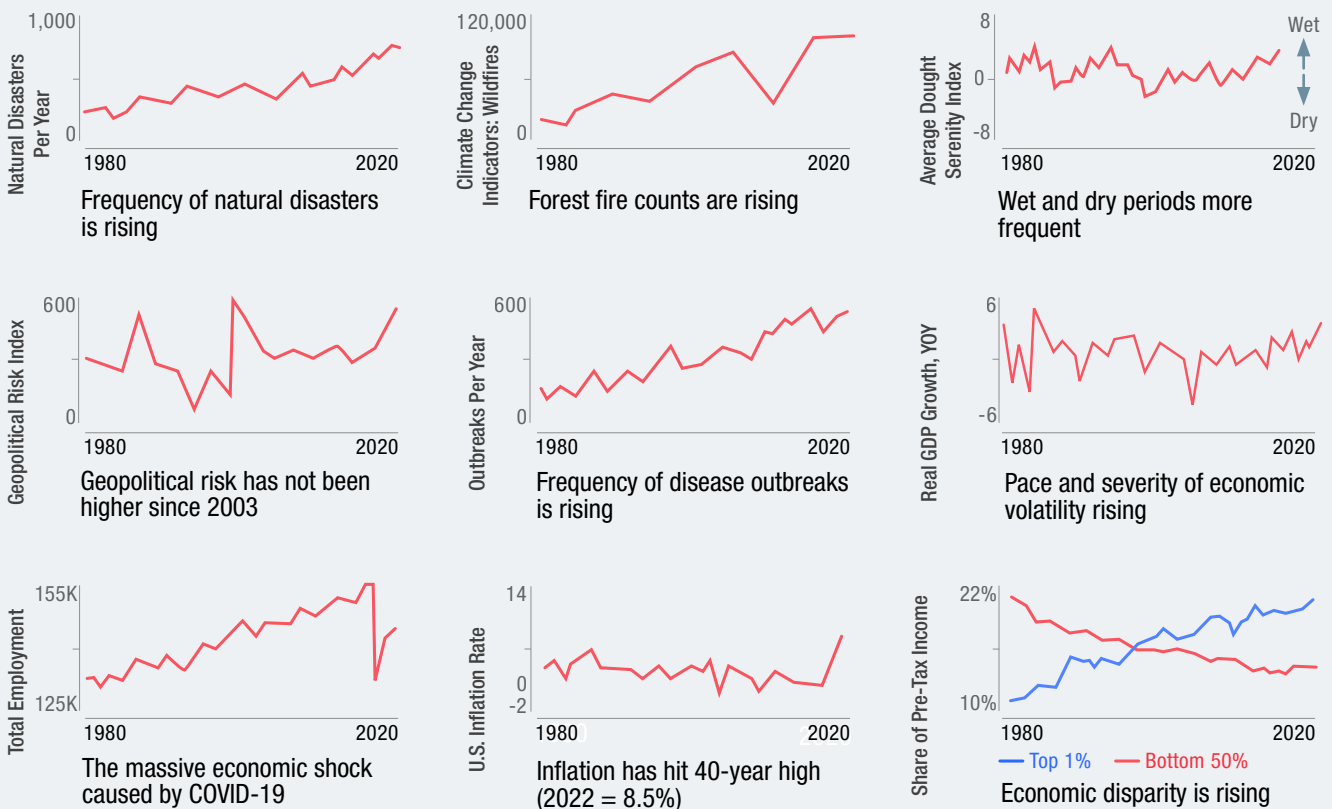 Natural Disasters
Per Year
1,000
0
1980
2020
Frequency of natural disasters
is rising
Climate Change
Indicators: Wildfires
120,000
0
1980
2020
Forest fire counts are rising
Average Dought
Serenity Index
8
0
-8
Wet
Dry
1980
2020
Wet and dry periods more
frequent
Geopolitical Risk Index
600
0
1980
2020
Geopolitical risk has not been
higher since 2003
Outbreaks Per Year
600
0
1980
2020
Frequency of disease outbreaks
is rising
Real GDP Growth, YOY
6
-6
1980
2020
Pace and severity of economic
volatility rising
Total Employment
155K
125K
1980
2020
The massive economic shock
caused by COVID-19
U.S. Inflation Rate
14
0
-2
1980
2020
Inflation has hit 40-year high
(2022 = 8.5%)
Share of Pre-Tax Income
22%
10%
1980
2020
Top 1%
Bottom 50%
Economic disparity is rising